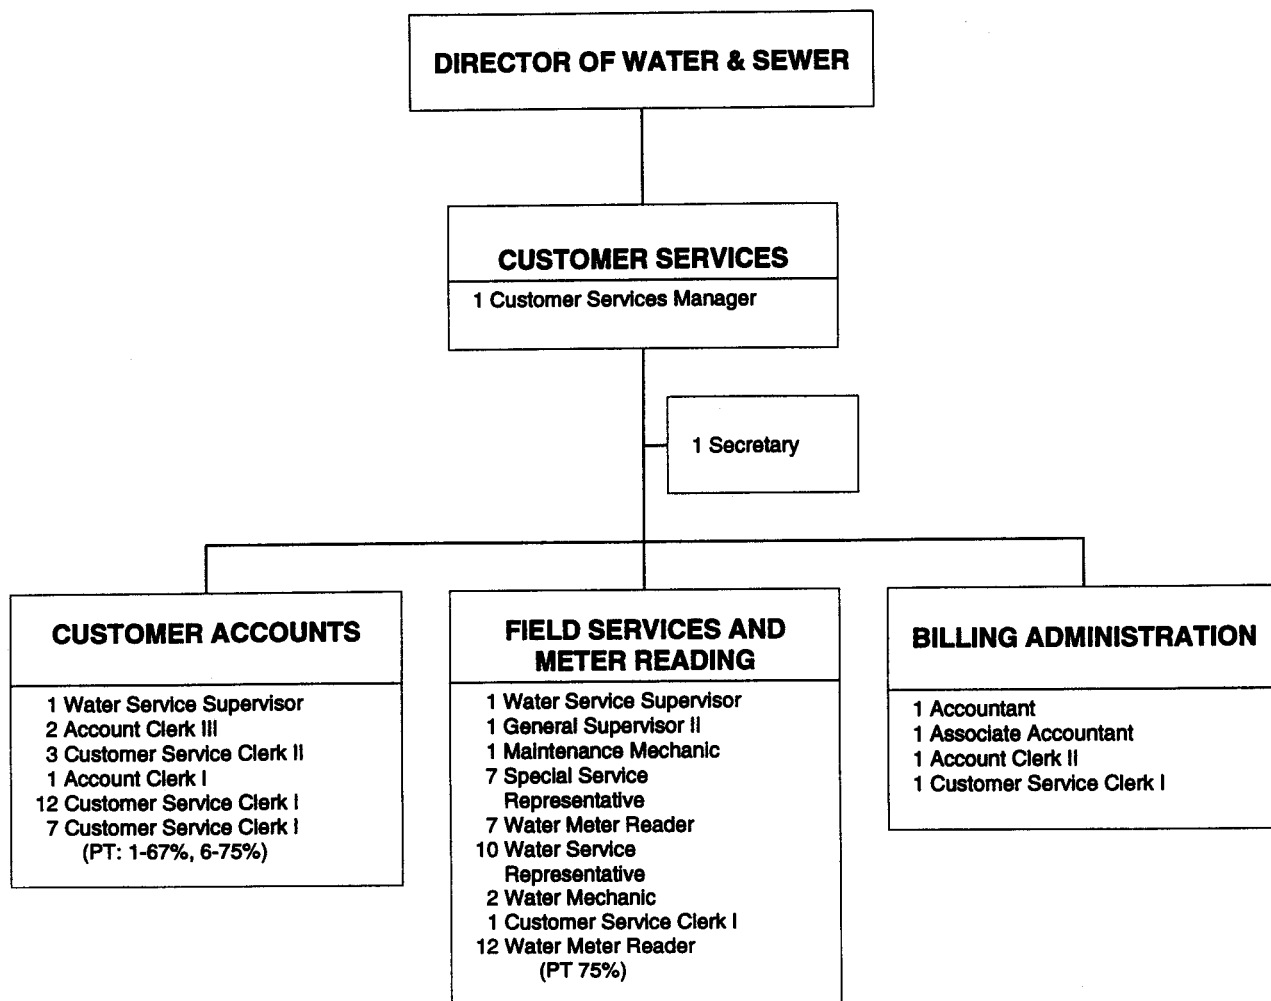 DIRECTOR OF WATER & SEWER
CUSTOMER SERVICES
1 Customer Services Manager
1 Secretary
CUSTOMER ACCOUNTS
1 Water Service Supervisor
2 Account Clerk III
3 Customer Service Clerk II
1 Account Clerk I
12 Customer Service Clerk I
7 Customer Service Clerk I
(PT: 1-67%, 6-75%)
FIELD SERVICES AND
METER READING
1 Water Service Supervisor
1 General Supervisor II
1 Maintenance Mechanic
7 Special Service
Representative
7 Water Meter Reader
10 Water Service
Representative
2 Water Mechanic
1 Customer Service Clerk I
12 Water Meter Reader
(PT 75%)
BILLING ADMINISTRATION
1 Accountant
1 Associate Accountant
1 Account Clerk II
1 Customer Service Clerk I